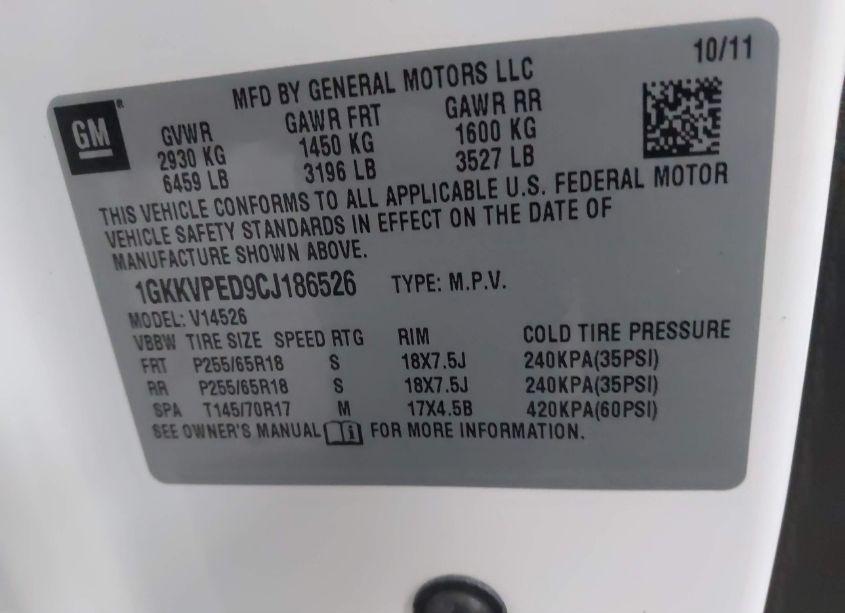 10/11
MFD BY GENERAL MOTORS LLC
GM ®
GVWR GAWR FRT GAWR RR
2930 KG 1450 KG 1600 KG
6459 LB 3196 LB 3527 LB
THIS VEHICLE CONFORMS TO ALL APPLICABLE U.S. FEDERAL MOTOR
VEHICLE SAFETY STANDARDS IN EFFECT ON THE DATE OF
MANUFACTURE SHOWN ABOVE.
1GKKVPED9CJ186526 TYPE: M.P.V.
MODEL: V14526
VBBW TIRE SIZE SPEED RTG RIM COLD TIRE PRESSURE
FRT P255/65R18 S 18X7.5J 240KPA(35PSI)
RR P255/65R18 S 18X7.5J 240KPA(35PSI)
SPA T145/70R17 M 17X4.5B 420KPA(60PSI)
SEE OWNER'S MANUAL FOR MORE INFORMATION.